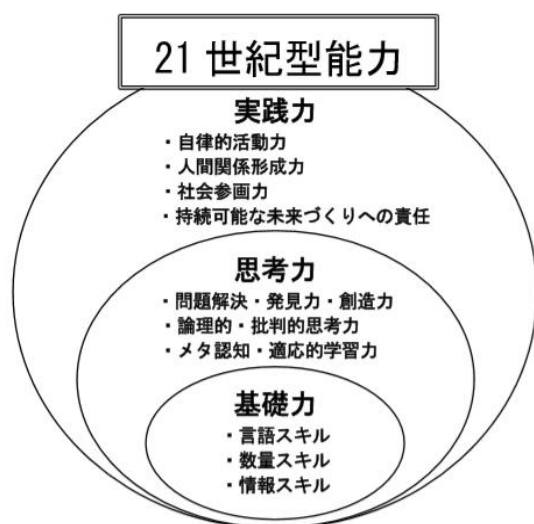 21 世紀型能力
実践力
・自律的活動力
・人間関係形成力
・社会参画力
・持続可能な未来づくりへの責任
思考力
・問題解決・発見力・創造力
・論理的・批判的思考力
・メタ認知・適応的学習力
基礎力
・言語スキル
・数量スキル
・情報スキル